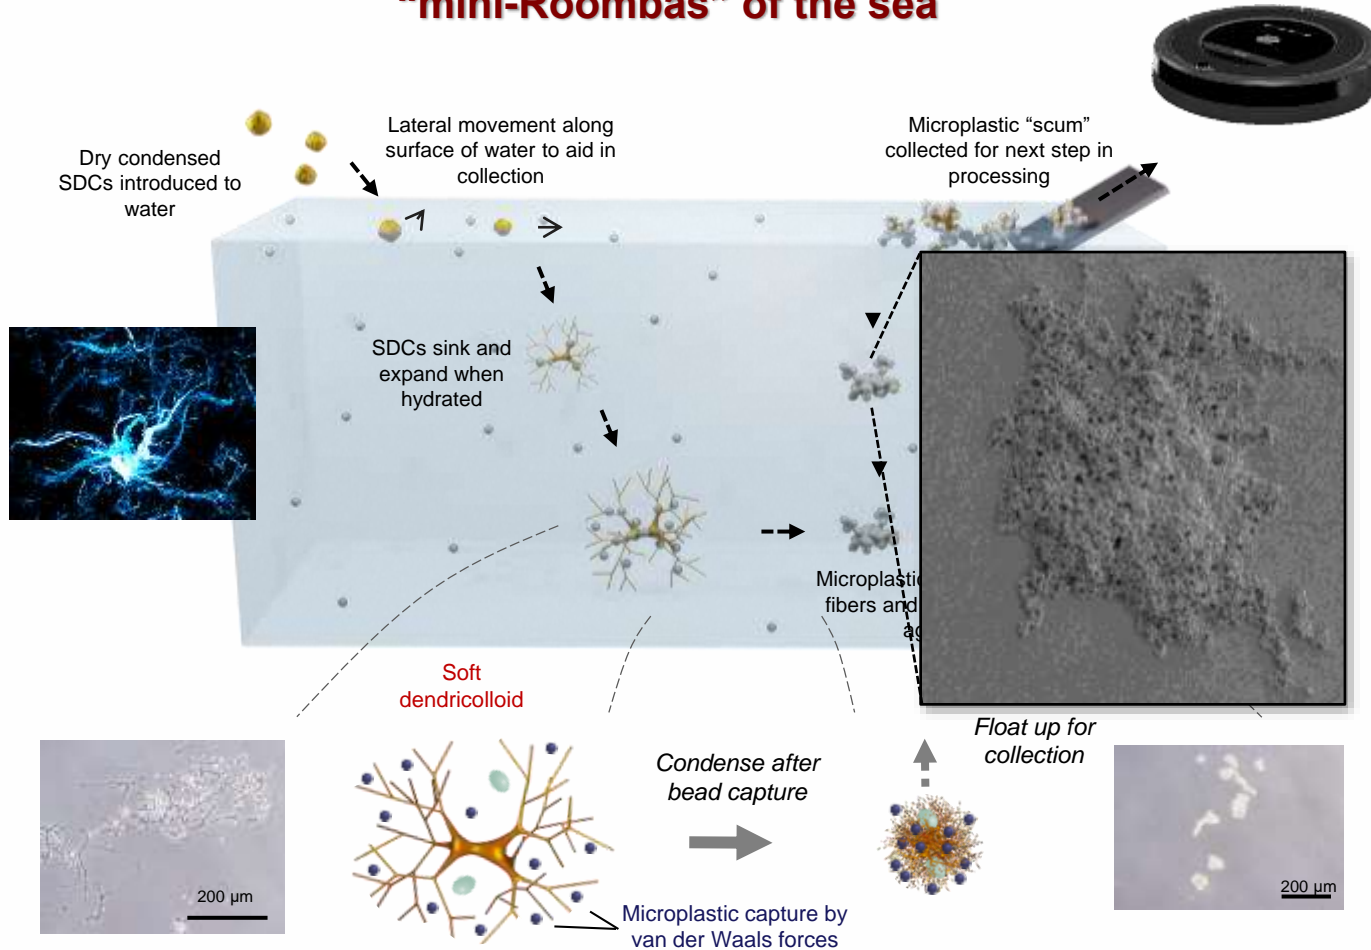 “mini-Roombas” of the sea
Dry condensed
SDCs introduced to
water
Lateral movement along
surface of water to aid in
collection
Microplastic “scum”
collected for next step in
processing
SDCs sink and
expand when
hydrated
fibers and
Soft
dendricolloid
Float up for
collection
Condense after
bead capture
200 µm
Microplastic capture by
van der Waals forces
200 µm